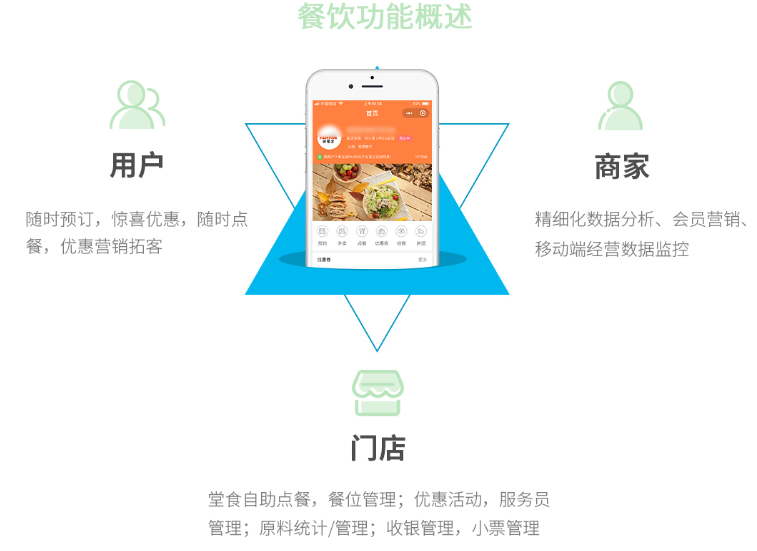 餐饮功能概述
首页
用户
随时预订，惊喜优惠，随时点
餐，优惠营销拓客
商家
精细化数据分析、会员营销、
移动端经营数据监控
门店
堂食自助点餐，餐位管理；优惠活动，服务员
管理；原料统计/管理；收银管理，小票管理